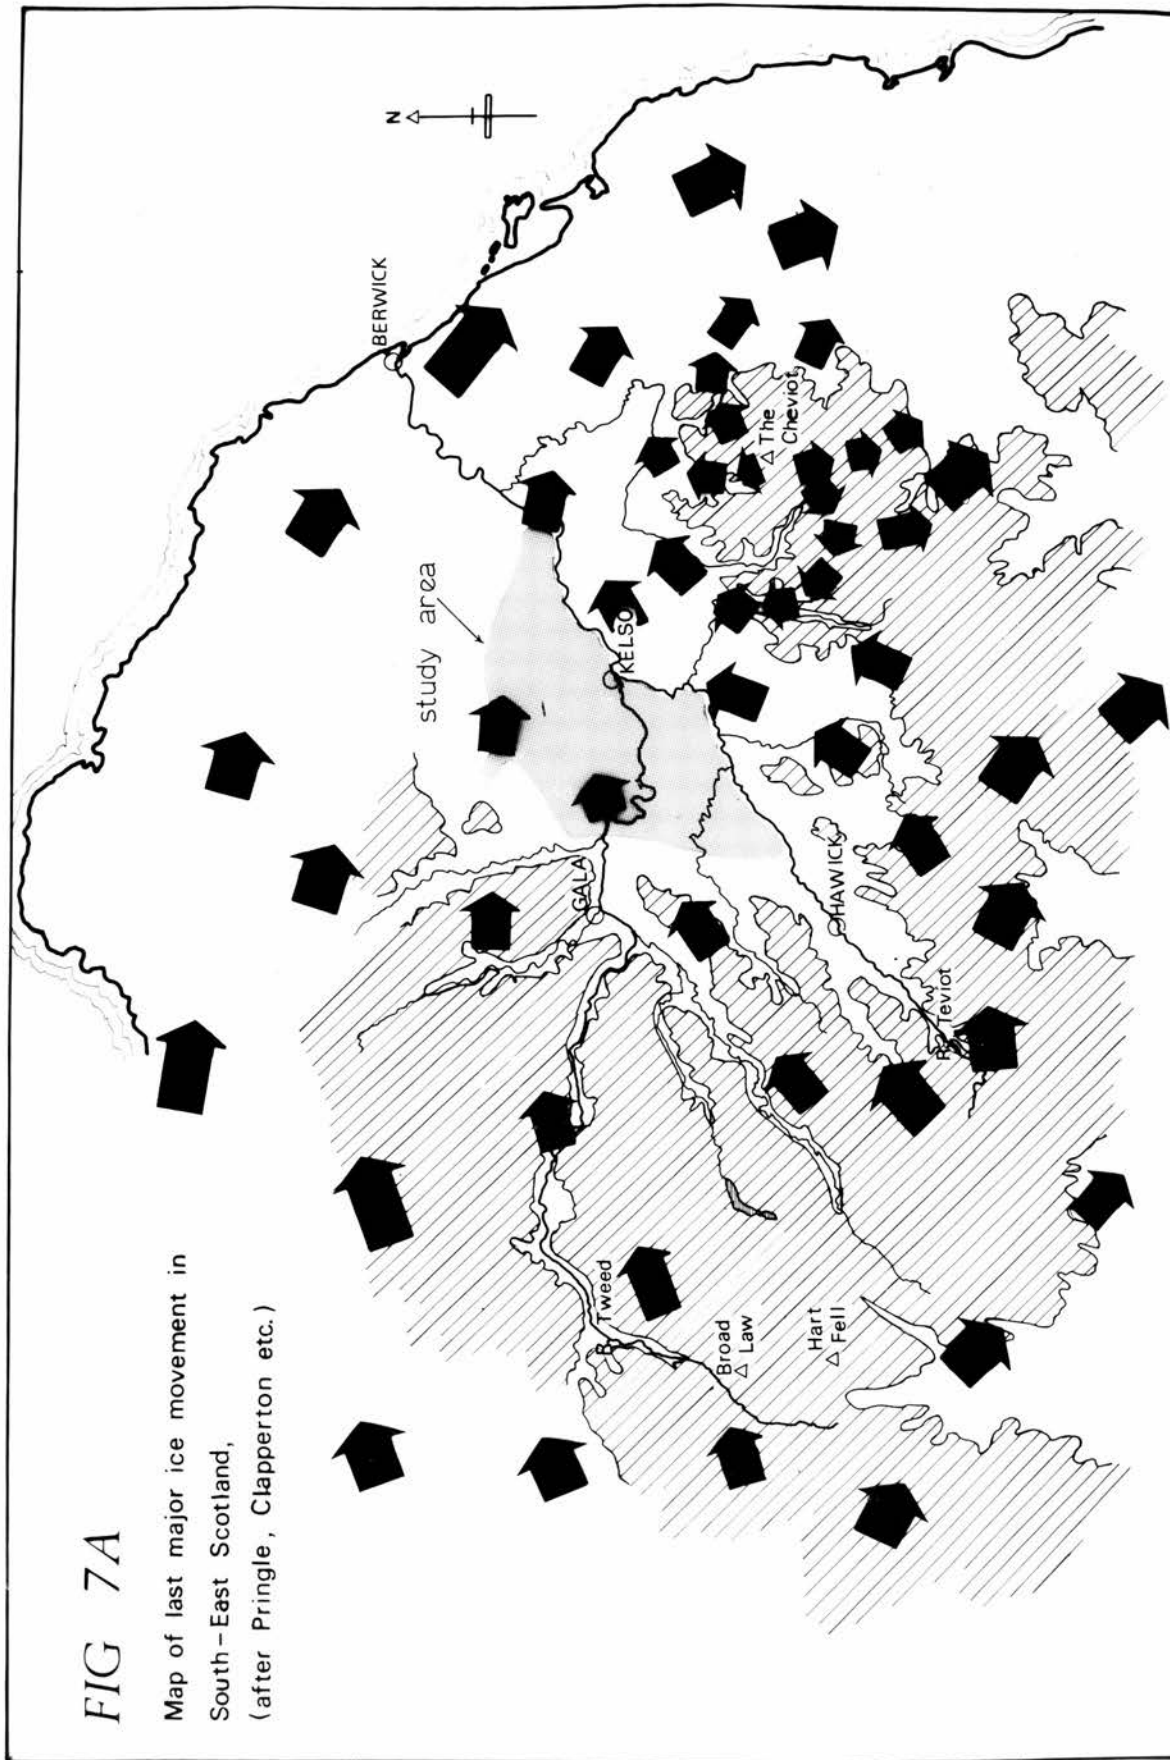 FIG 7A
Map of last major ice movement in
South-East Scotland,
(after Pringle, Clapperton etc.)
N
BERWICK
study area
KELSO
GALA
The
Cheviot
HAWICK
R. Teviot
R. Tweed
Broad
Law
Hart
Fell